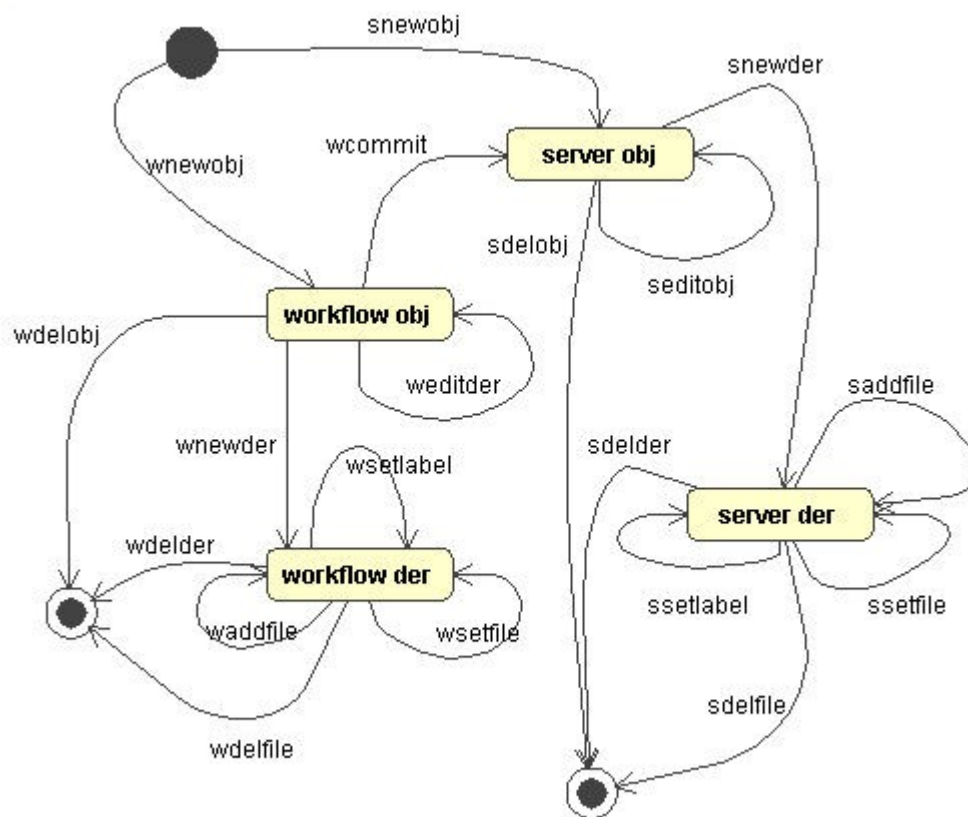 snewobj
snewder
wcommit
server obj
wnewobj
sdelobj
seditobj
workflow obj
wdelobj
weditder
saddfile
wnewder
wsetlabel
sdelder
server der
wdelder
workflow der
ssetlabel
ssetfile
waddfile
wsetfile
sdelfile
wdelfile